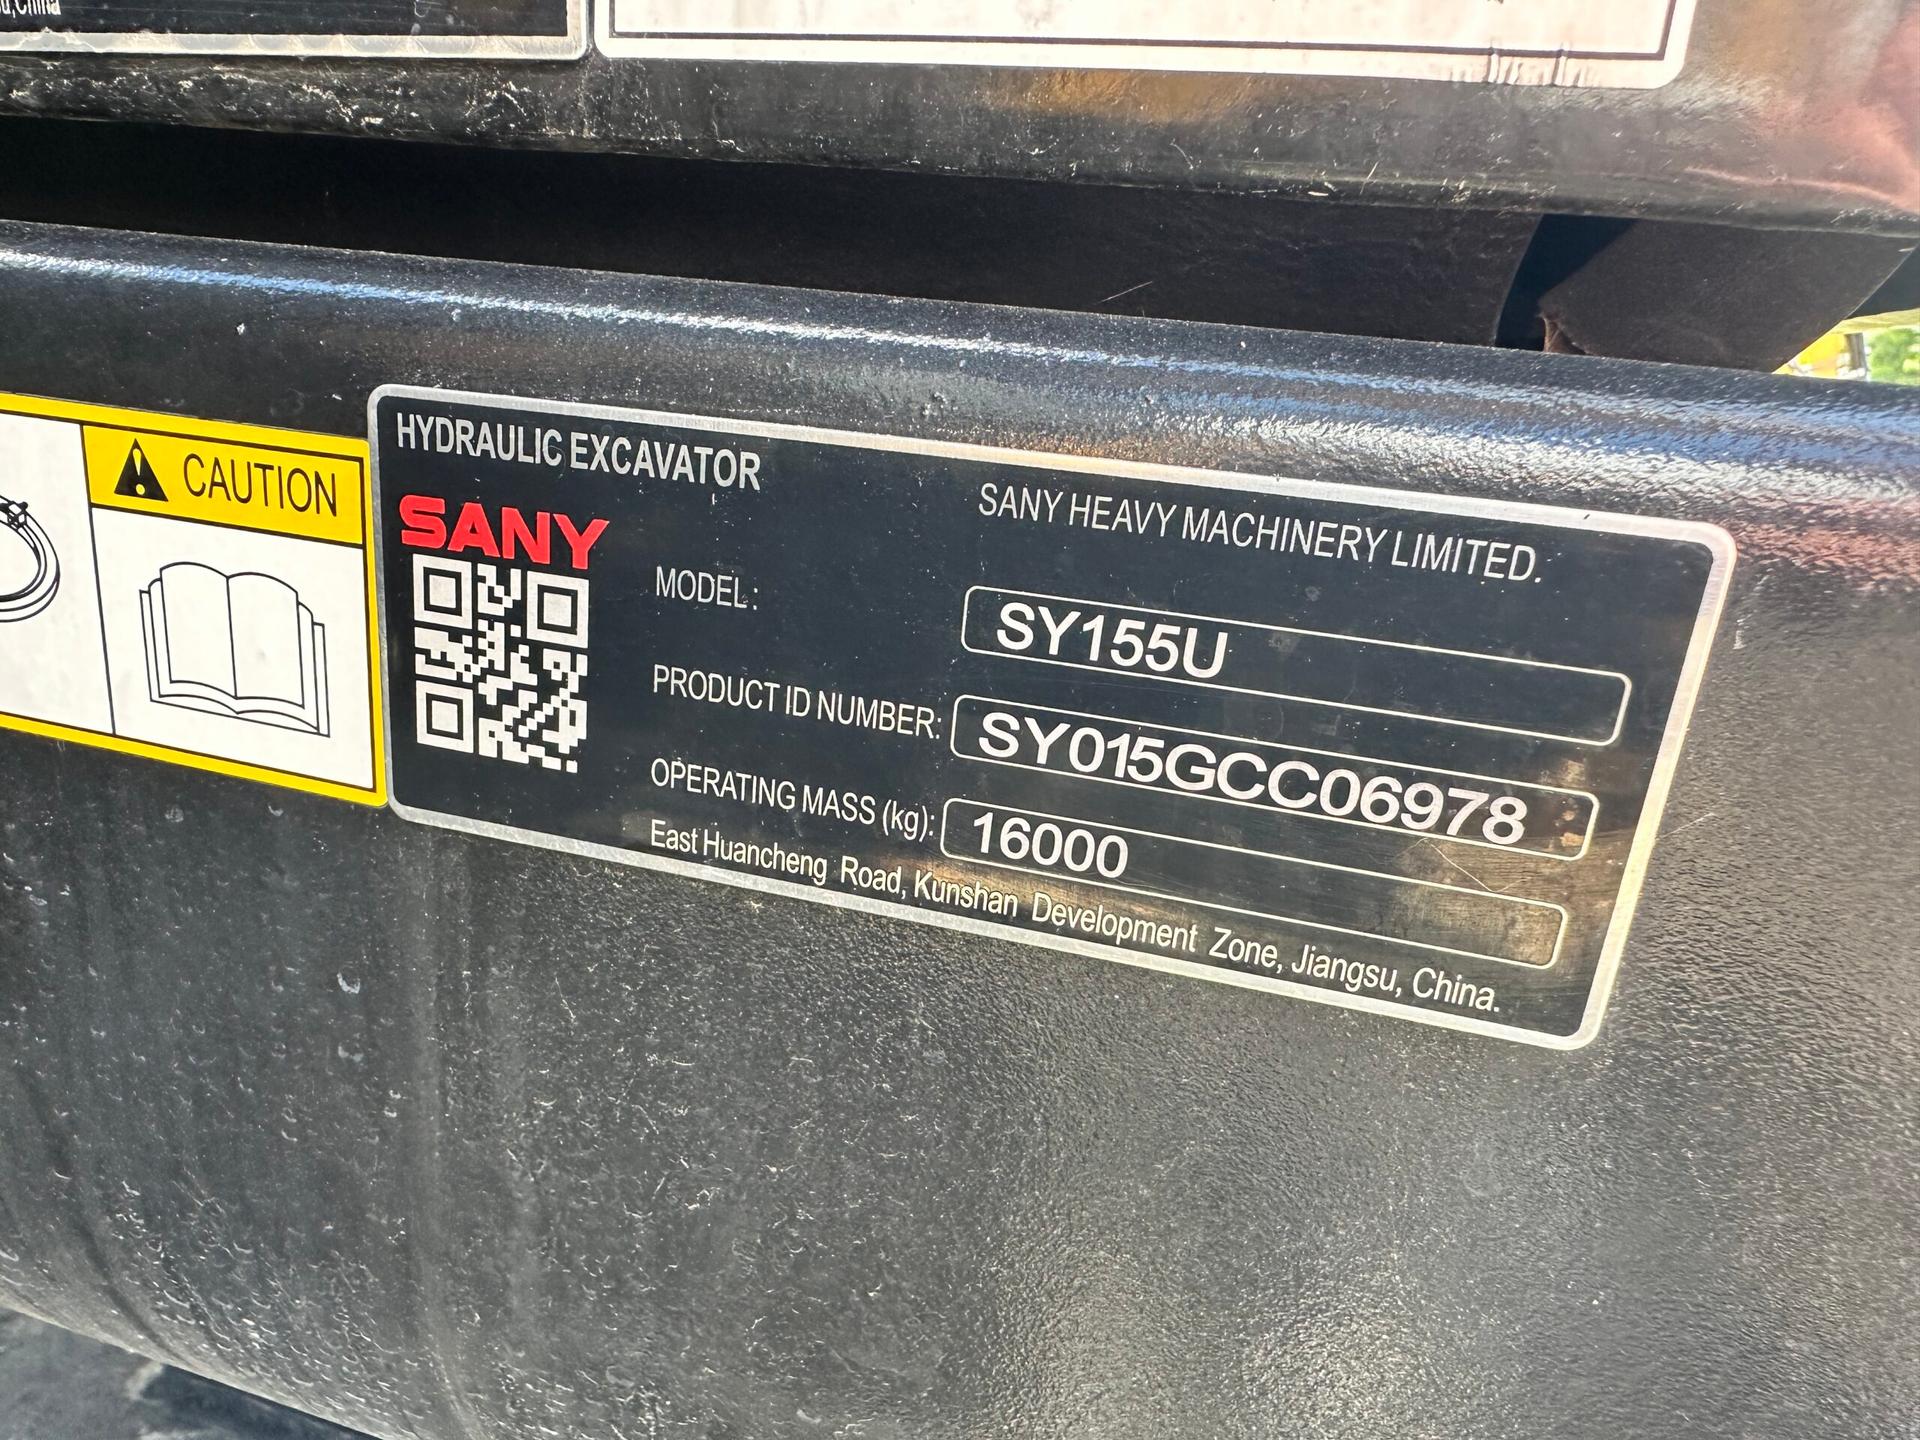 China
CAUTION
HYDRAULIC EXCAVATOR
SANY
SANY HEAVY MACHINERY LIMITED.
MODEL: SY155U
PRODUCT ID NUMBER: SY015GCC06978
OPERATING MASS (kg): 16000
East Huancheng Road, Kunshan Development Zone, Jiangsu, China.